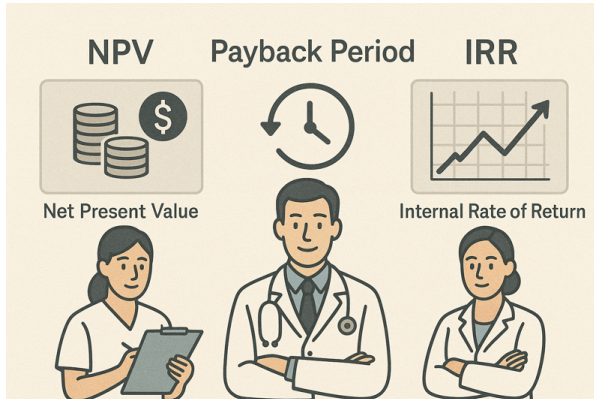 NPV
Payback Period
IRR
$
Net Present Value
Internal Rate of Return